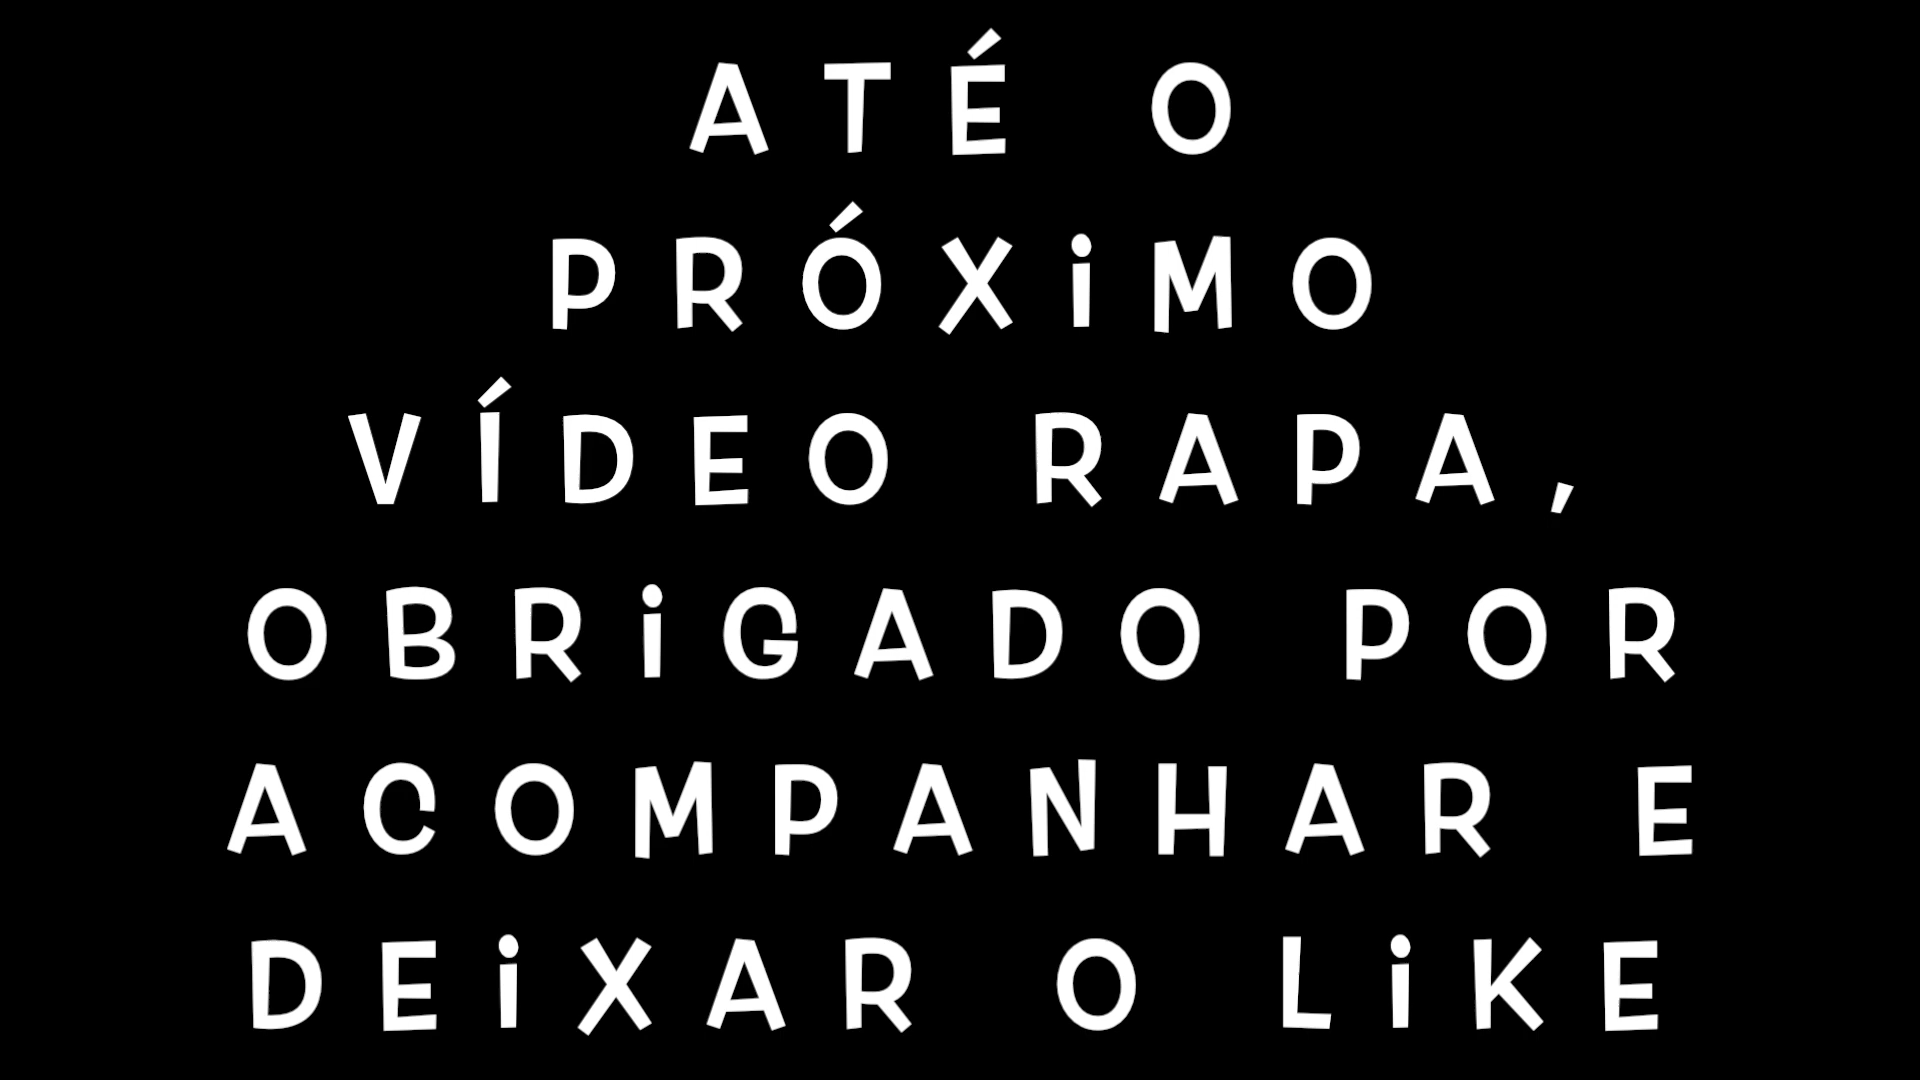 ATÉ O
PRÓXiMO
VÍDEO RAPA,
OBRiGADO POR
ACOMPANHAR E
DEiXAR O LiKE